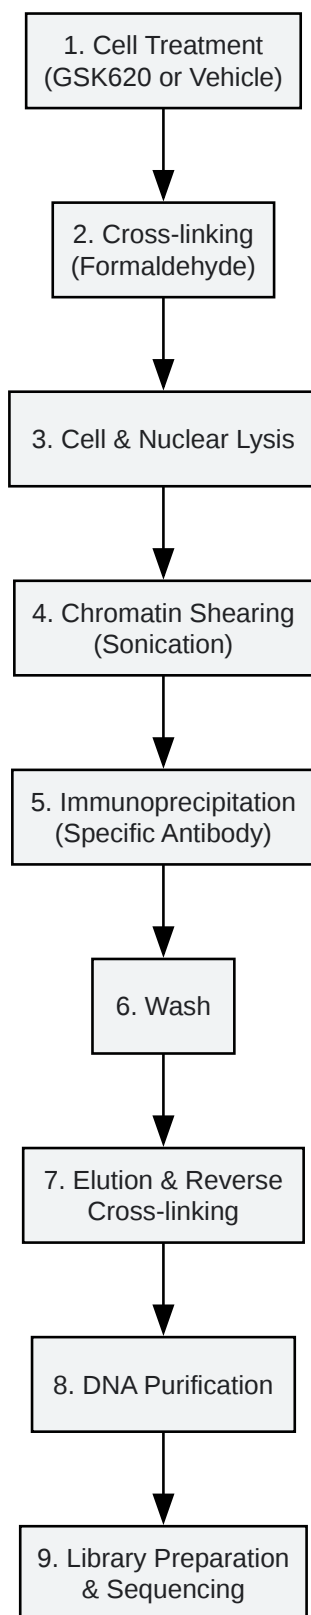 1. Cell Treatment
(GSK620 or Vehicle)
2. Cross-linking
(Formaldehyde)
3. Cell & Nuclear Lysis
4. Chromatin Shearing
(Sonication)
5. Immunoprecipitation
(Specific Antibody)
6. Wash
7. Elution & Reverse
Cross-linking
8. DNA Purification
9. Library Preparation
& Sequencing